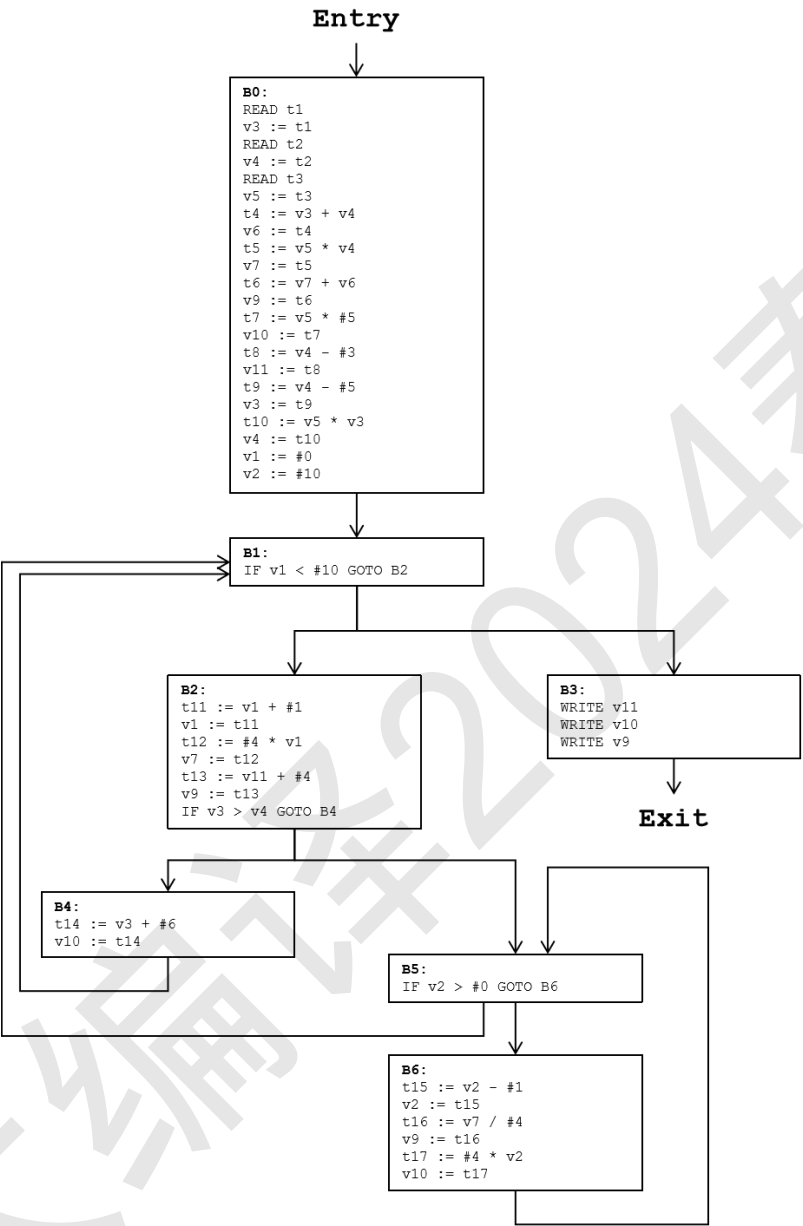 Entry
B0:
READ t1
v3 := t1
READ t2
v4 := t2
READ t3
v5 := t3
t4 := v3 + v4
v6 := t4
t5 := v5 * v4
v7 := t5
t6 := v7 + v6
v9 := t6
t7 := v5 * #5
v10 := t7
t8 := v4 - #3
v11 := t8
t9 := v4 - #5
v3 := t9
t10 := v5 * v3
v4 := t10
v1 := #0
v2 := #10
B1:
IF v1 < #10 GOTO B2
B2:
t11 := v1 + #1
v1 := t11
t12 := #4 * v1
v7 := t12
t13 := v11 + #4
v9 := t13
IF v3 > v4 GOTO B4
B3:
WRITE v11
WRITE v10
WRITE v9
Exit
B4:
t14 := v3 + #6
v10 := t14
B5:
IF v2 > #0 GOTO B6
B6:
t15 := v2 - #1
v2 := t15
t16 := v7 / #4
v9 := t16
t17 := #4 * v2
v10 := t17
编译2024